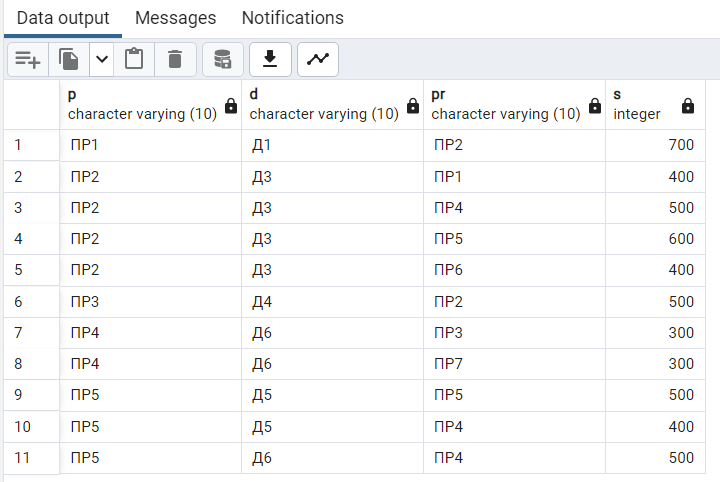 Data output Messages Notifications
p d pr s
character varying (10) character varying (10) character varying (10) integer
1 ПР1 Д1 ПР2 700
2 ПР2 Д3 ПР1 400
3 ПР2 Д3 ПР4 500
4 ПР2 Д3 ПР5 600
5 ПР2 Д3 ПР6 400
6 ПР3 Д4 ПР2 500
7 ПР4 Д6 ПР3 300
8 ПР4 Д6 ПР7 300
9 ПР5 Д5 ПР5 500
10 ПР5 Д5 ПР4 400
11 ПР5 Д6 ПР4 500